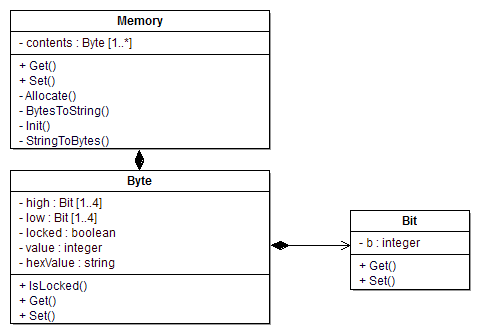 Memory
- contents : Byte [1..*]
+ Get()
+ Set()
- Allocate()
- BytesToString()
- Init()
- StringToBytes()
Byte
- high : Bit [1..4]
- low : Bit [1..4]
- locked : boolean
- value : integer
- hexValue : string
+ IsLocked()
+ Get()
+ Set()
Bit
- b : integer
+ Get()
+ Set()